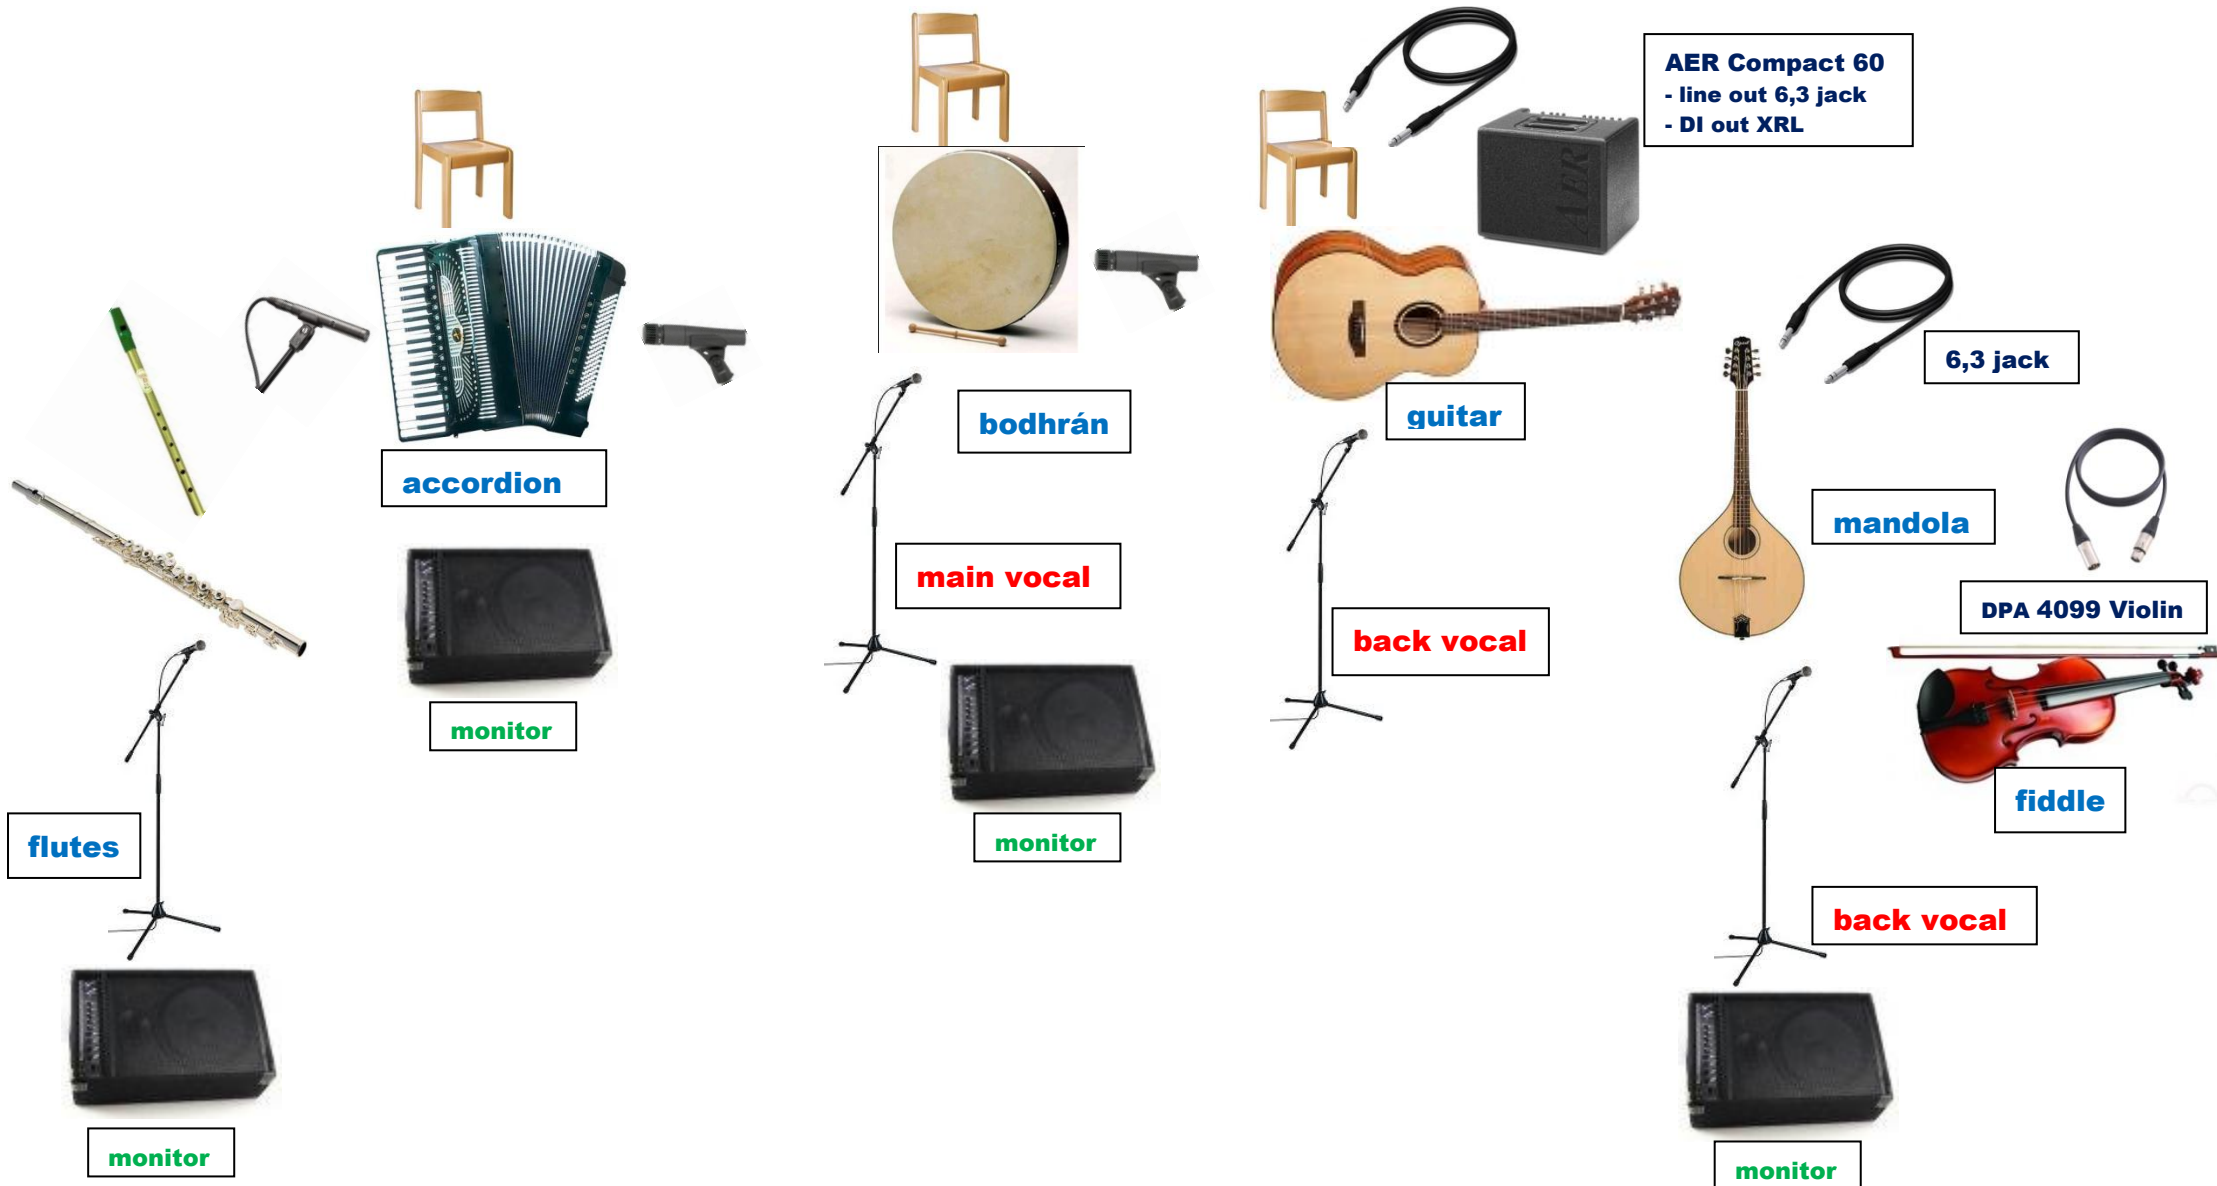 AER Compact 60
- line out 6,3 jack
- DI out XRL
AER
6,3 jack
bodhrán
guitar
accordion
mandola
main vocal
DPA 4099 Violin
back vocal
monitor
fiddle
flutes
monitor
back vocal
monitor
monitor